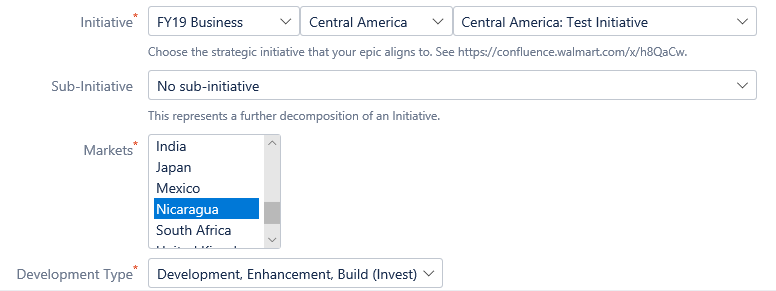 Initiative* FY19 Business Central America Central America: Test Initiative
Choose the strategic initiative that your epic aligns to. See https://confluence.walmart.com/x/h8QaCw.
Sub-Initiative No sub-initiative
This represents a further decomposition of an Initiative.
Markets* India
Japan
Mexico
Nicaragua
South Africa
Development Type* Development, Enhancement, Build (Invest)